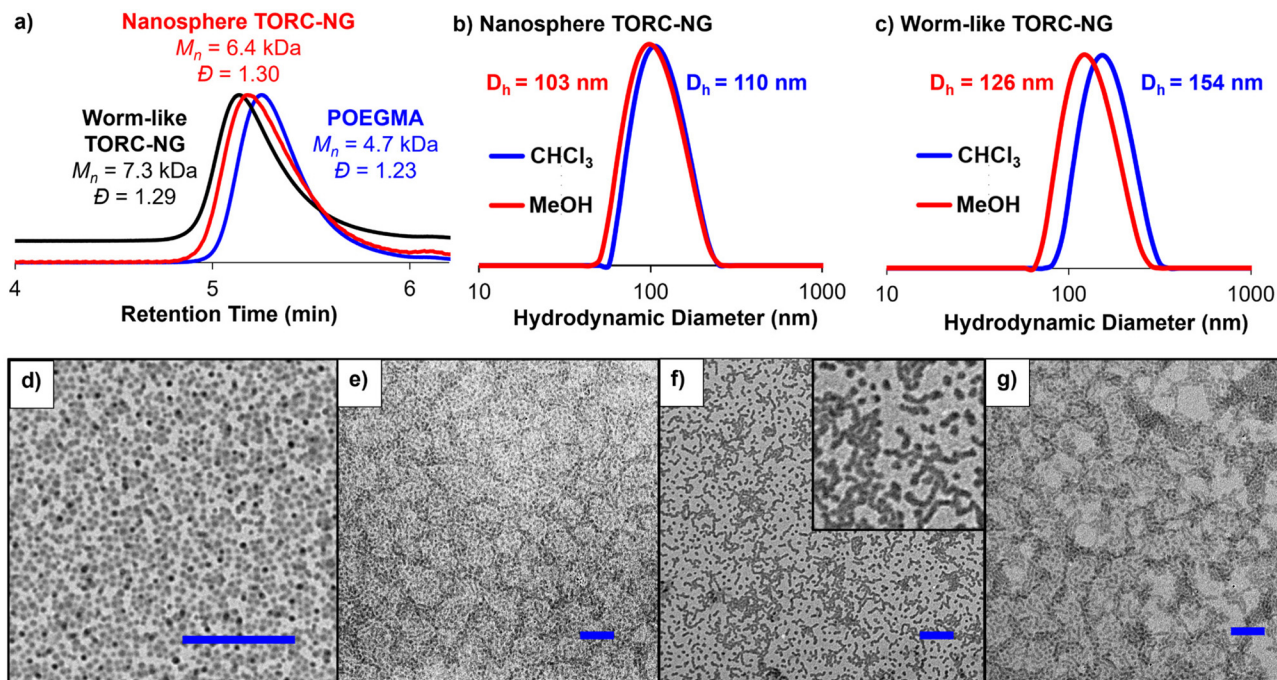 a)
Nanosphere TORC-NG
Mn = 6.4 kDa
Đ = 1.30
Worm-like
TORC-NG
Mn = 7.3 kDa
Đ = 1.29
POEGMA
Mn = 4.7 kDa
Đ = 1.23
4 5 6
Retention Time (min)
b) Nanosphere TORC-NG
Dh = 103 nm
Dh = 110 nm
CHCl3
MeOH
10 100 1000
Hydrodynamic Diameter (nm)
c) Worm-like TORC-NG
Dh = 126 nm
Dh = 154 nm
CHCl3
MeOH
10 100 1000
Hydrodynamic Diameter (nm)
d)
e)
f)
g)